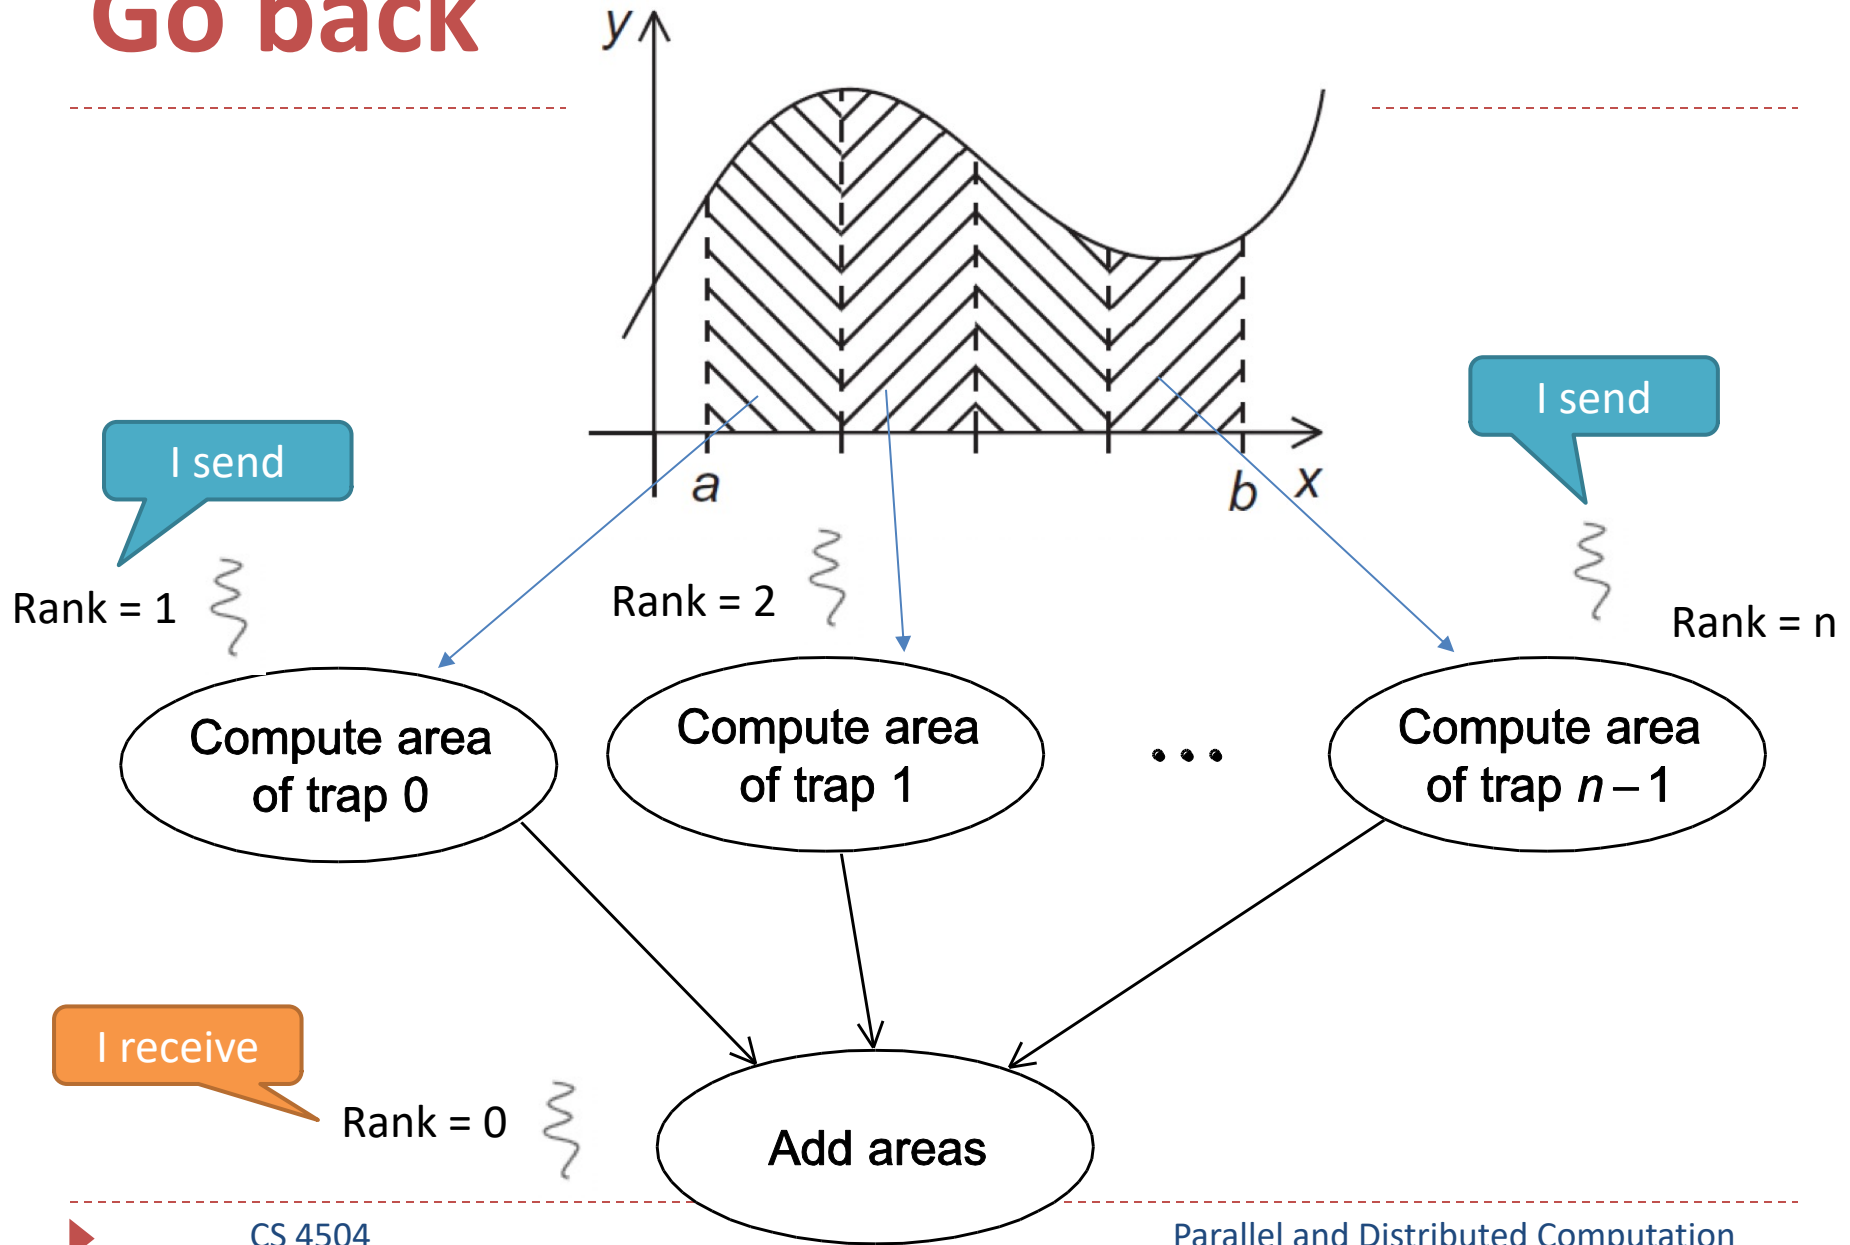 Go back
y
I send
a
b
x
I send
Rank = 1
Rank = 2
Rank = n
Compute area
of trap 0
Compute area
of trap 1
...
Compute area
of trap n – 1
I receive
Rank = 0
Add areas
CS 4504
Parallel and Distributed Computation